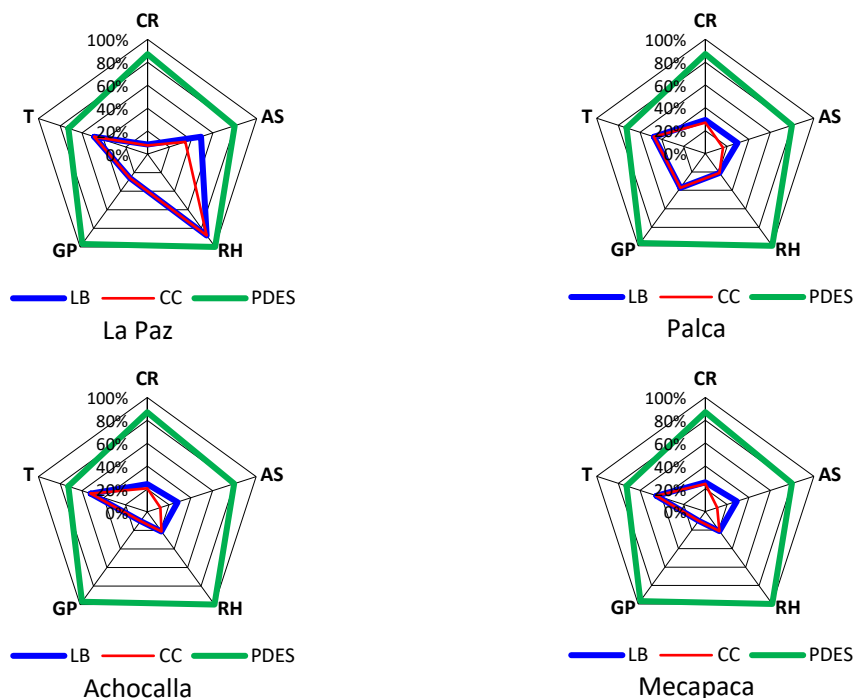 CR
100%
80%
60%
40%
20%
0%
T
AS
GP
RH
LB CC PDES
La Paz
CR
100%
80%
60%
40%
20%
0%
T
AS
GP
RH
LB CC PDES
Palca
CR
100%
80%
60%
40%
20%
0%
T
AS
GP
RH
LB CC PDES
Achocalla
CR
100%
80%
60%
40%
20%
0%
T
AS
GP
RH
LB CC PDES
Mecapaca